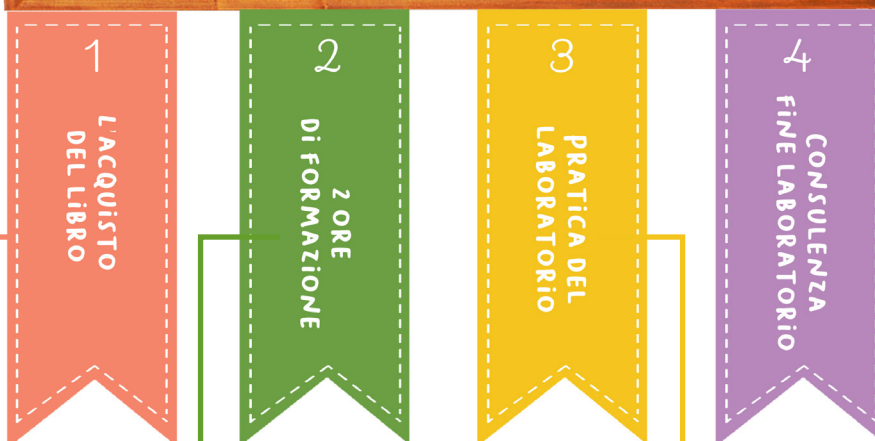 1
L'ACQUISTO
DEL LIBRO
2
2 ORE
DI FORMAZIONE
3
PRATICA DEL
LABORATORIO
4
CONSULENZA
FINE LABORATORIO